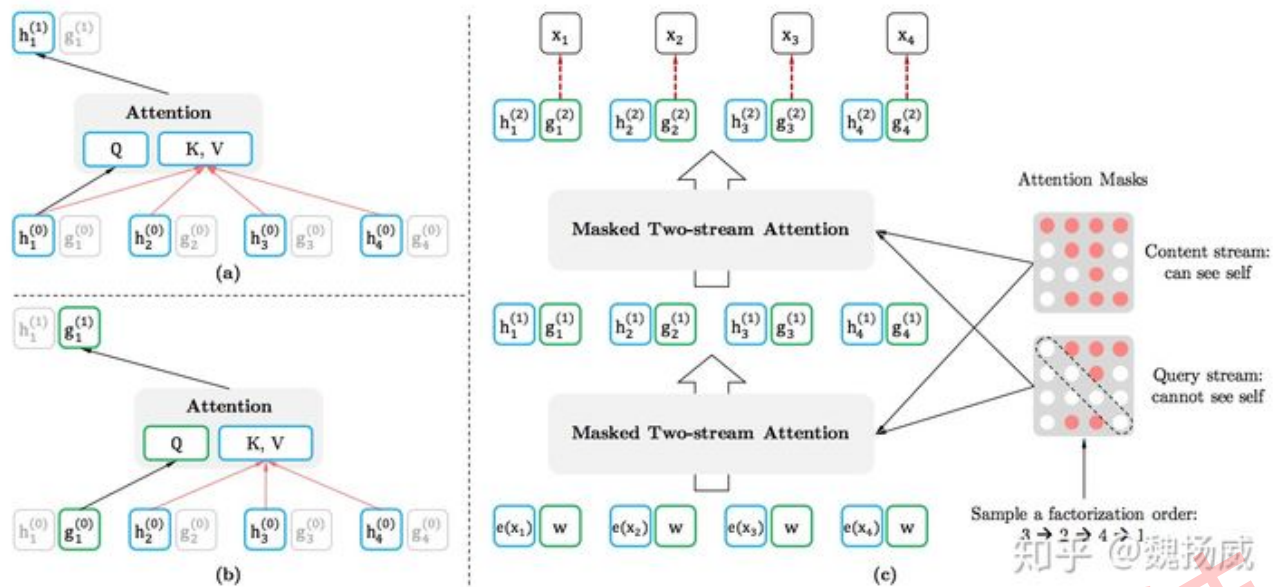 h₁⁽¹⁾ g₁⁽¹⁾
Attention
Q K, V
h₁⁽⁰⁾ g₁⁽⁰⁾ h₂⁽⁰⁾ g₂⁽⁰⁾ h₃⁽⁰⁾ g₃⁽⁰⁾ h₄⁽⁰⁾ g₄⁽⁰⁾
(a)
h₁⁽¹⁾ g₁⁽¹⁾
Attention
Q K, V
h₁⁽⁰⁾ g₁⁽⁰⁾ h₂⁽⁰⁾ g₂⁽⁰⁾ h₃⁽⁰⁾ g₃⁽⁰⁾ h₄⁽⁰⁾ g₄⁽⁰⁾
(b)
x₁ x₂ x₃ x₄
h₁⁽²⁾ g₁⁽²⁾ h₂⁽²⁾ g₂⁽²⁾ h₃⁽²⁾ g₃⁽²⁾ h₄⁽²⁾ g₄⁽²⁾
Masked Two-stream Attention
h₁⁽¹⁾ g₁⁽¹⁾ h₂⁽¹⁾ g₂⁽¹⁾ h₃⁽¹⁾ g₃⁽¹⁾ h₄⁽¹⁾ g₄⁽¹⁾
Masked Two-stream Attention
e(x₁) w e(x₂) w e(x₃) w e(x₄) w
(c)
Attention Masks
Content stream:
can see self
Query stream:
cannot see self
Sample a factorization order:
3 → 2 → 4 → 1
知乎 @魏扬威